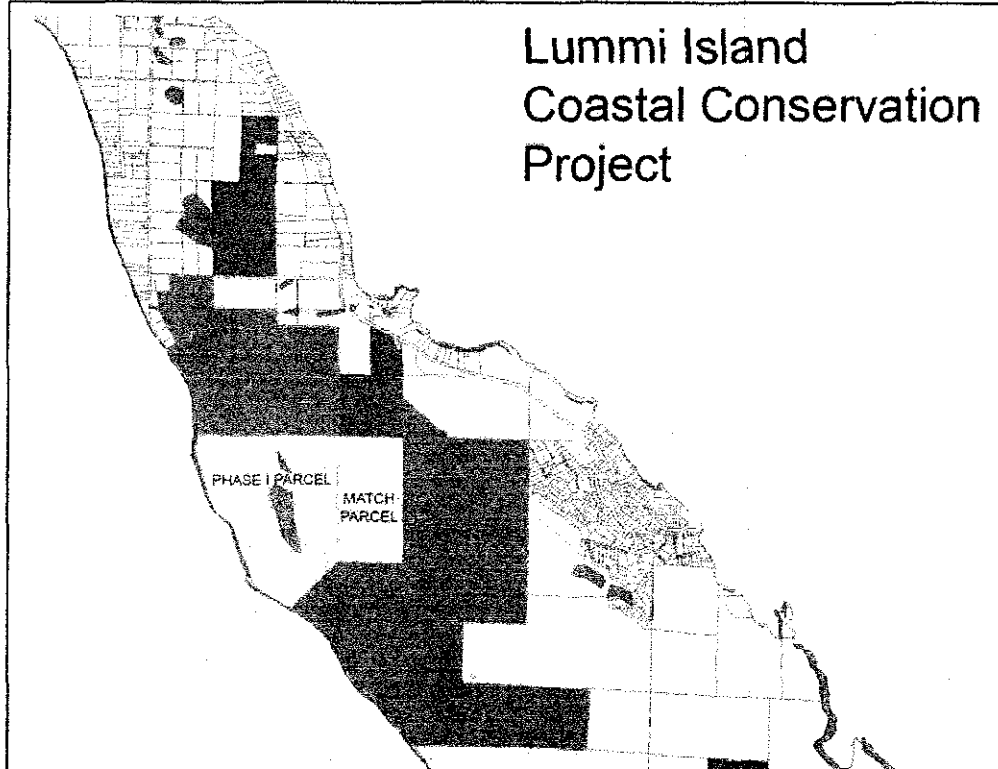 Lummi Island
Coastal Conservation
Project
PHASE I PARCEL
MATCH
PARCEL